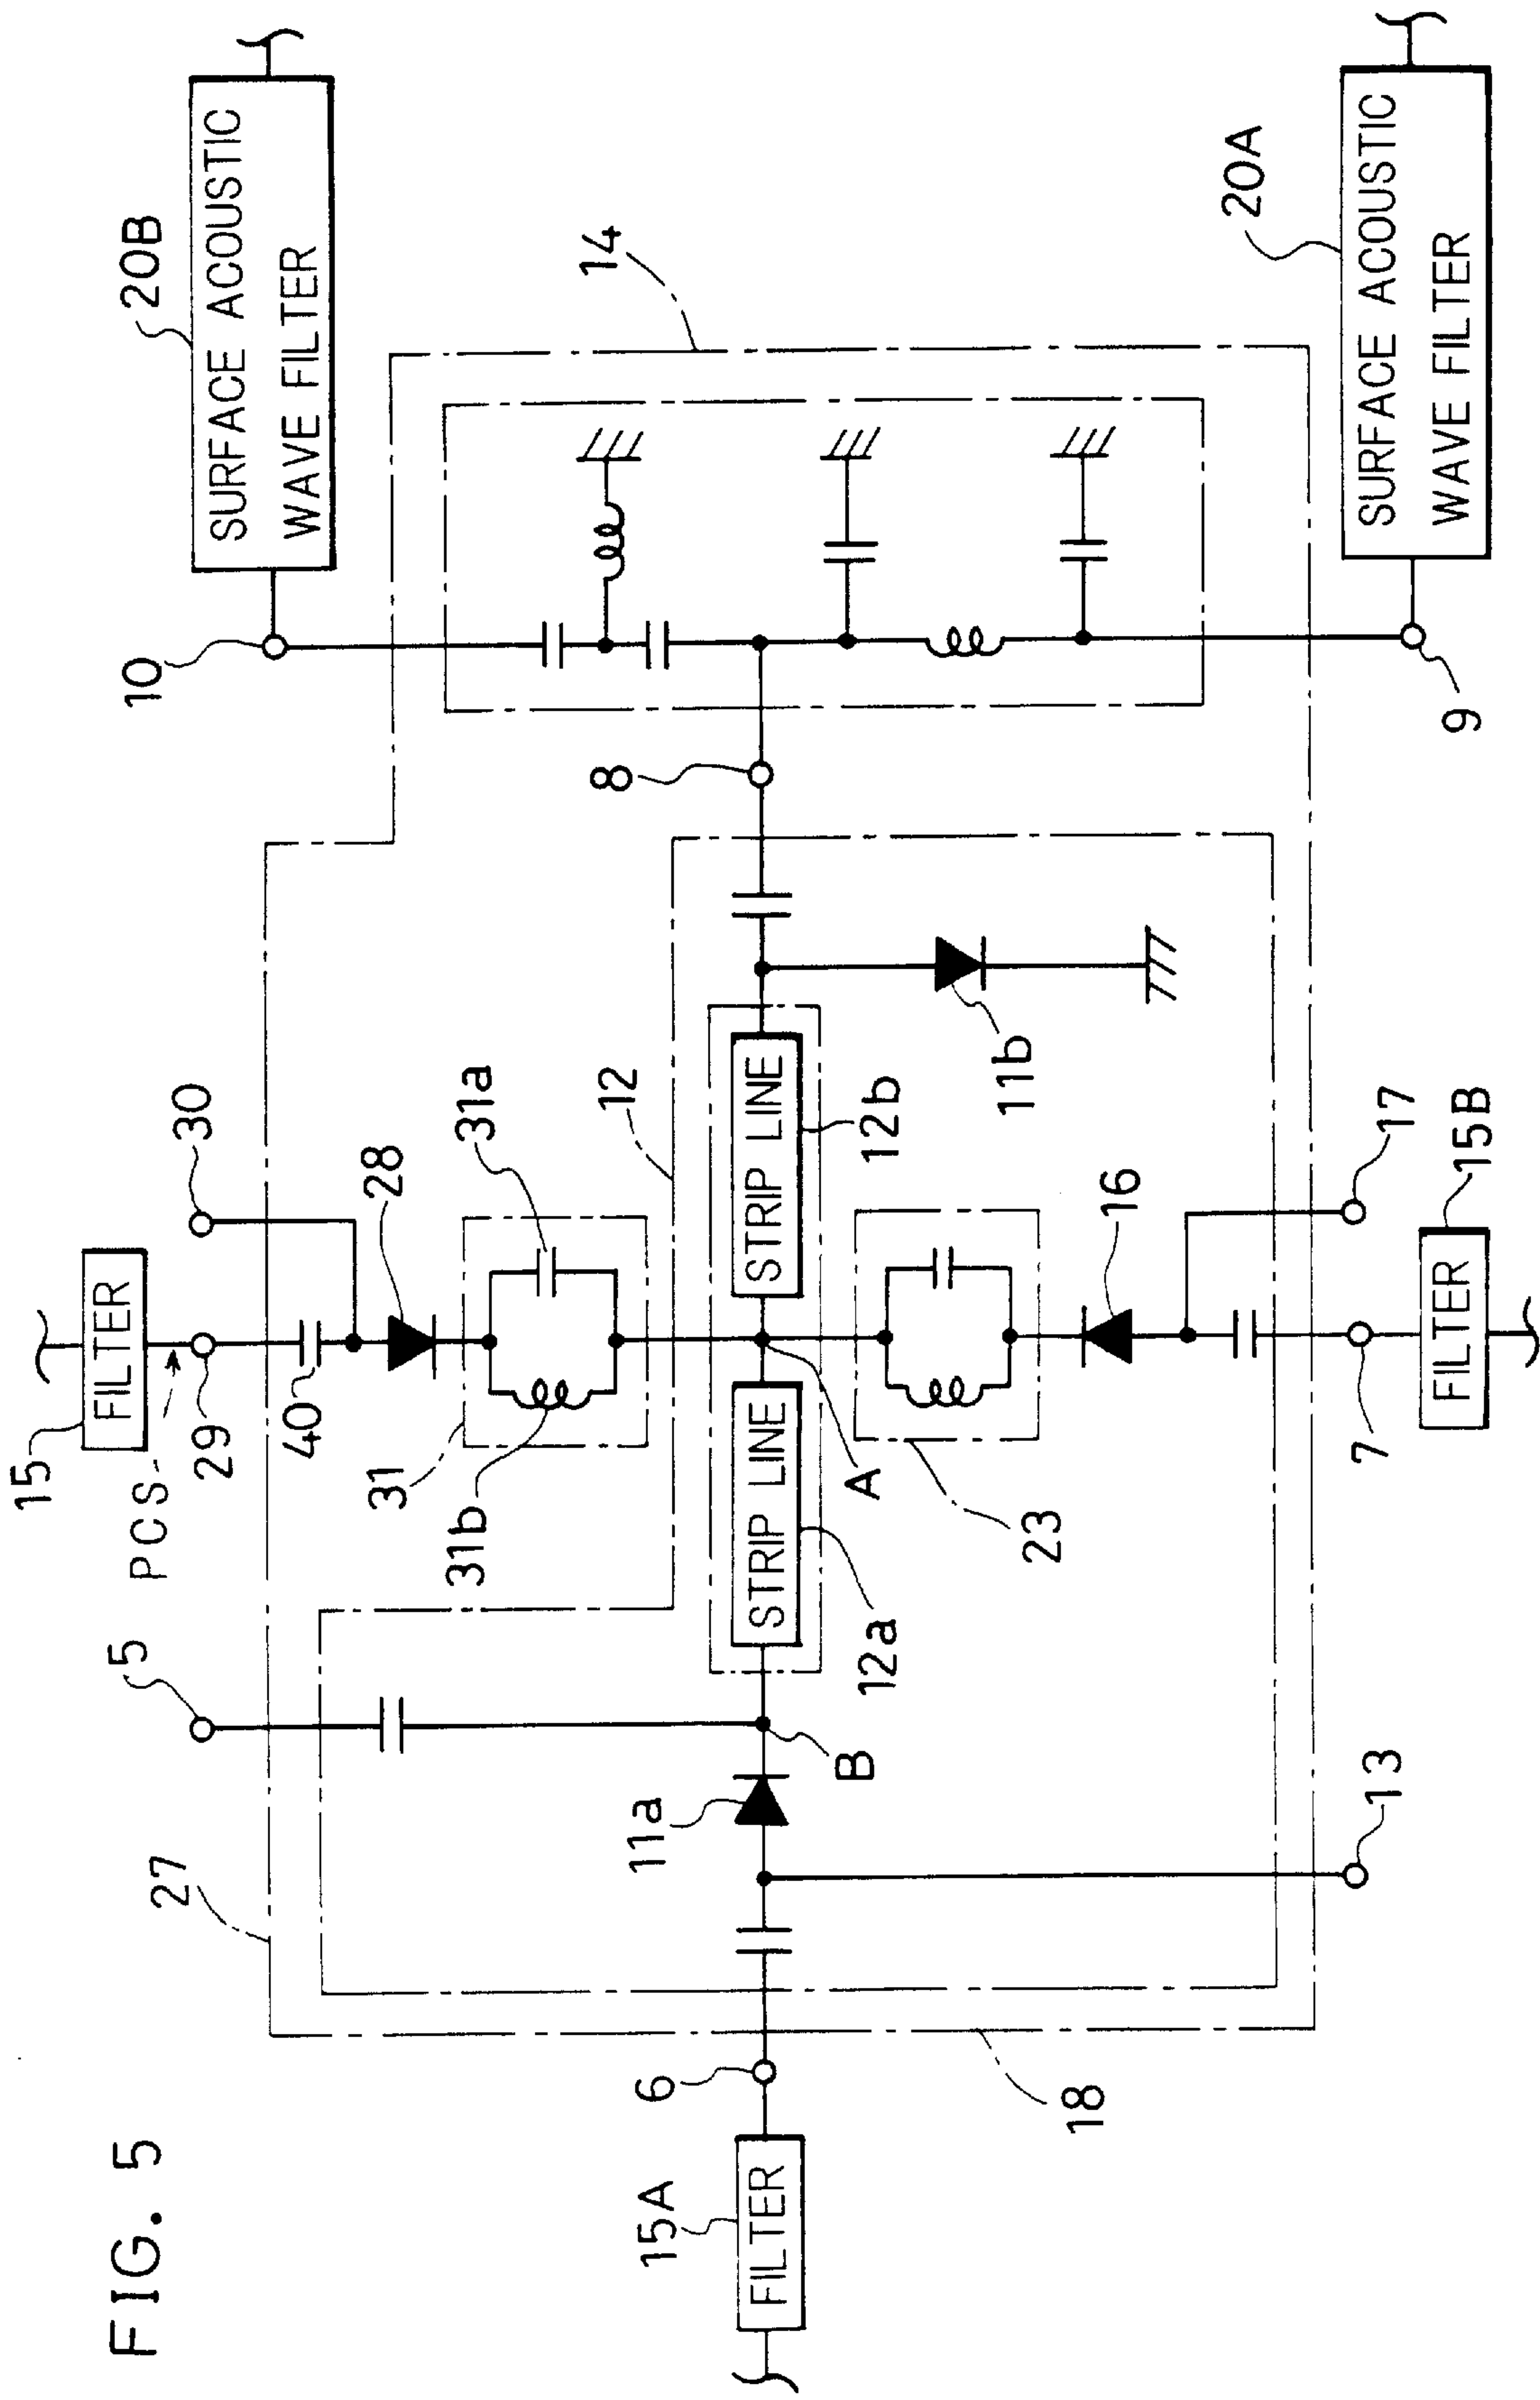 FIG. 5
27
5
15
FILTER
PCS
29
30
40
28
31
31a
31b
10
20B
SURFACE ACOUSTIC
WAVE FILTER
14
15A
FILTER
6
11a
B
12
STRIP LINE
12a
A
STRIP LINE
12b
8
11b
23
16
18
13
7
17
FILTER
15B
9
20A
SURFACE ACOUSTIC
WAVE FILTER